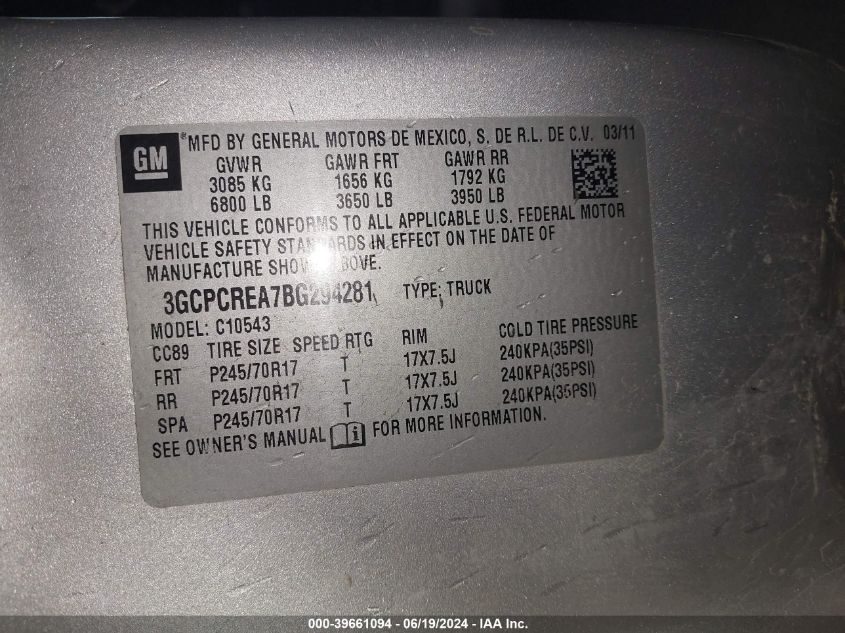 GM
®MFD BY GENERAL MOTORS DE MEXICO, S. DE R.L. DE C.V. 03/11
GVWR GAWR FRT GAWR RR
3085 KG 1656 KG 1792 KG
6800 LB 3650 LB 3950 LB
THIS VEHICLE CONFORMS TO ALL APPLICABLE U.S. FEDERAL MOTOR
VEHICLE SAFETY STANDARDS IN EFFECT ON THE DATE OF
MANUFACTURE SHOWN ABOVE.
3GCPCREA7BG294281 TYPE: TRUCK
MODEL: C10543
CC89 TIRE SIZE SPEED RTG RIM COLD TIRE PRESSURE
FRT P245/70R17 T 17X7.5J 240KPA(35PSI)
RR P245/70R17 T 17X7.5J 240KPA(35PSI)
SPA P245/70R17 T 17X7.5J 240KPA(35PSI)
SEE OWNER'S MANUAL FOR MORE INFORMATION.
000-39661094 - 06/19/2024 - IAA Inc.